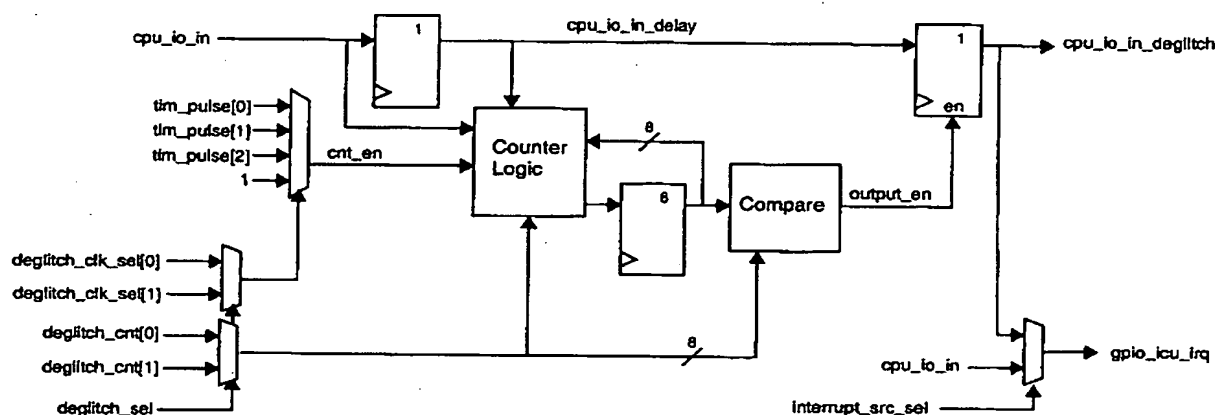 cpu_io_in
1
cpu_io_in_delay
1
en
cpu_io_in_deglitch
tim_pulse[0]
tim_pulse[1]
tim_pulse[2]
1
cnt_en
Counter
Logic
8
8
Compare
output_en
deglitch_clk_sel[0]
deglitch_clk_sel[1]
deglitch_cnt[0]
deglitch_cnt[1]
deglitch_sel
8
cpu_io_in
gpio_icu_irq
interrupt_src_sel